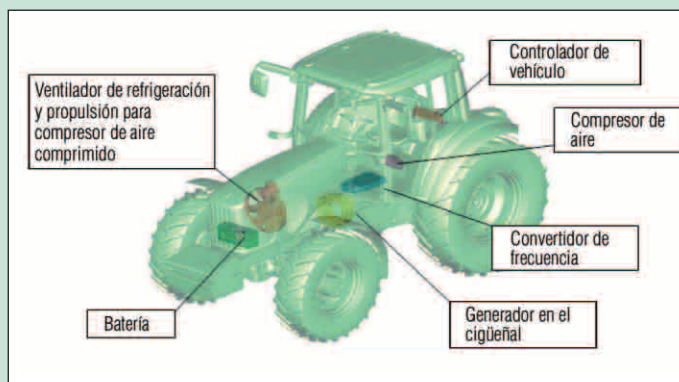 Controlador de
vehículo
Ventilador de refrigeración
y propulsión para
compresor de aire
comprimido
Compresor de
aire
Convertidor de
frecuencia
Batería
Generador en el
cigüeñal